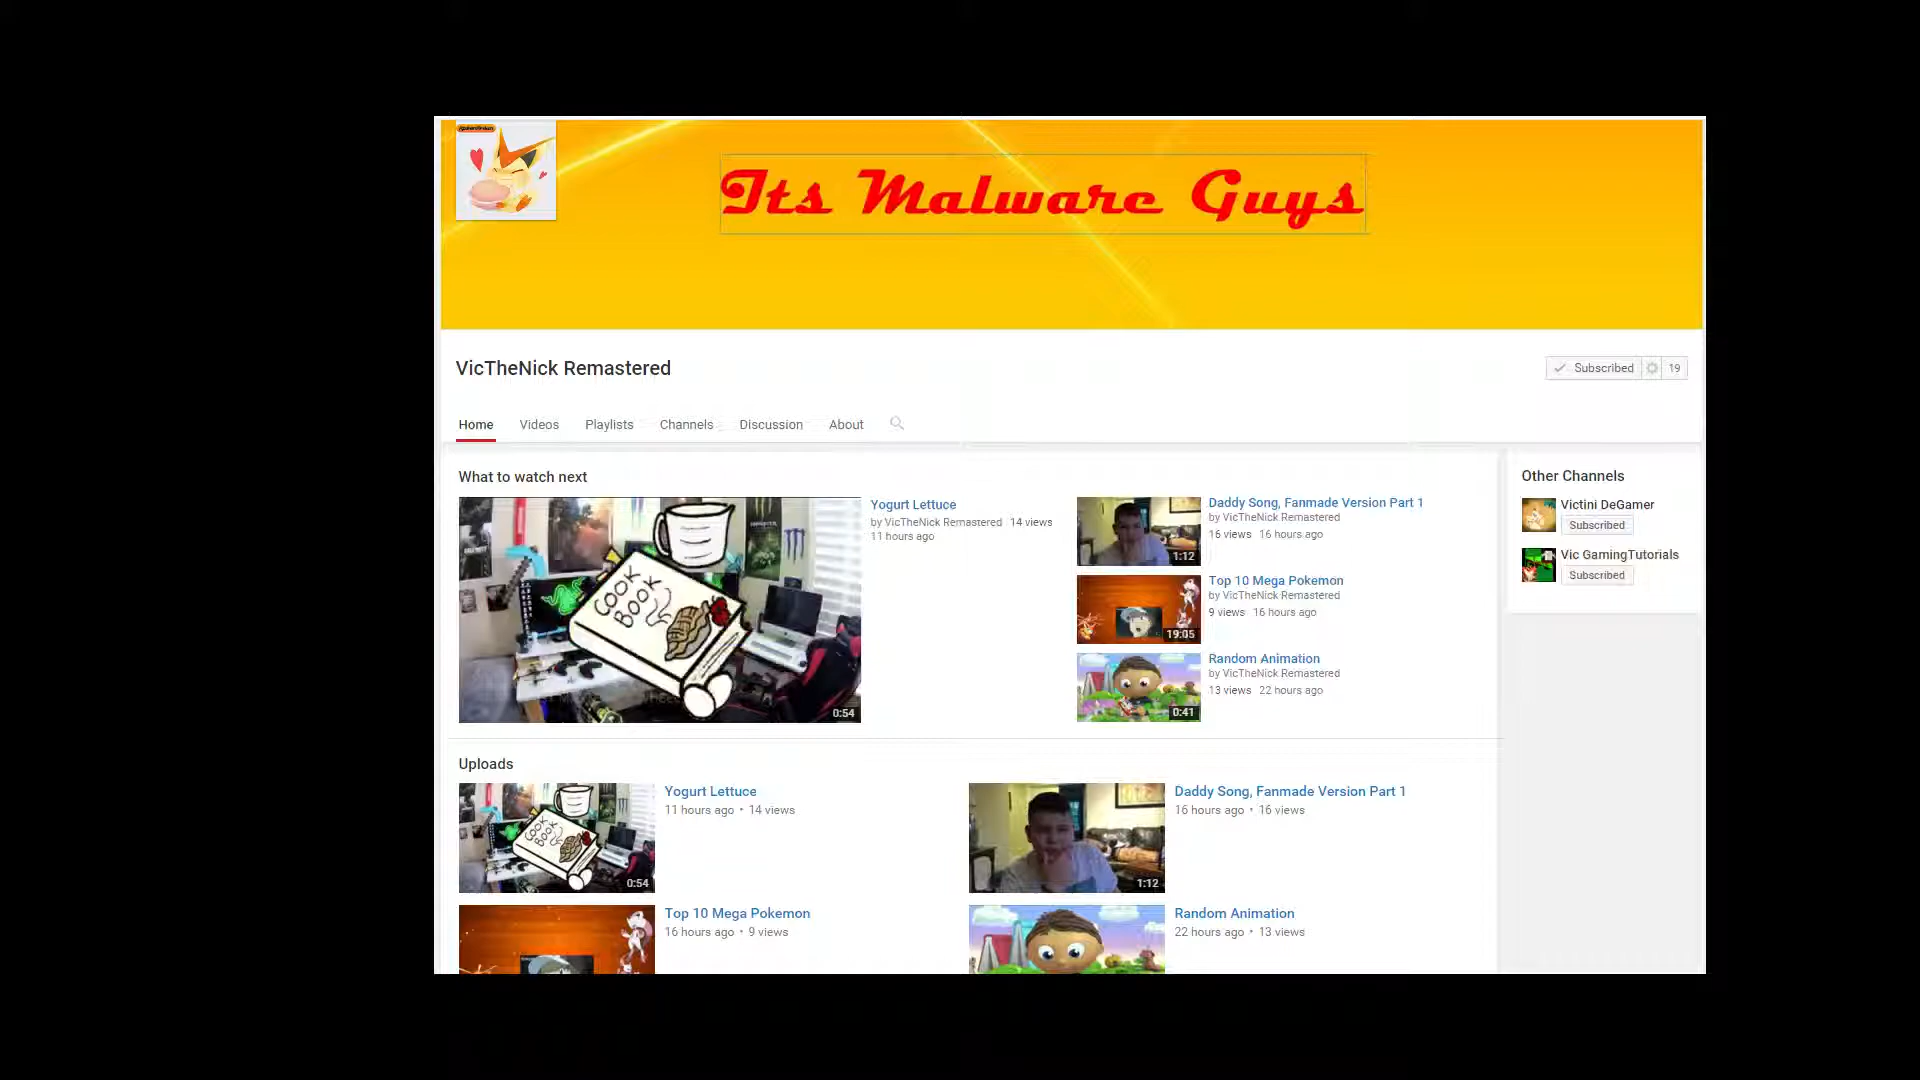 Its Malware Guys
VicTheNick Remastered
Subscribed 19
Home Videos Playlists Channels Discussion About
What to watch next
COOK
BOOK
0:54
Yogurt Lettuce
by VicTheNick Remastered 14 views
11 hours ago
1:12
Daddy Song, Fanmade Version Part 1
by VicTheNick Remastered
16 views 16 hours ago
19:05
Top 10 Mega Pokemon
by VicTheNick Remastered
9 views 16 hours ago
0:41
Random Animation
by VicTheNick Remastered
13 views 22 hours ago
Other Channels
Victini DeGamer
Subscribed
Vic GamingTutorials
Subscribed
Uploads
COOK
BOOK
0:54
Yogurt Lettuce
11 hours ago • 14 views
1:12
Daddy Song, Fanmade Version Part 1
16 hours ago • 16 views
Top 10 Mega Pokemon
16 hours ago • 9 views
Random Animation
22 hours ago • 13 views